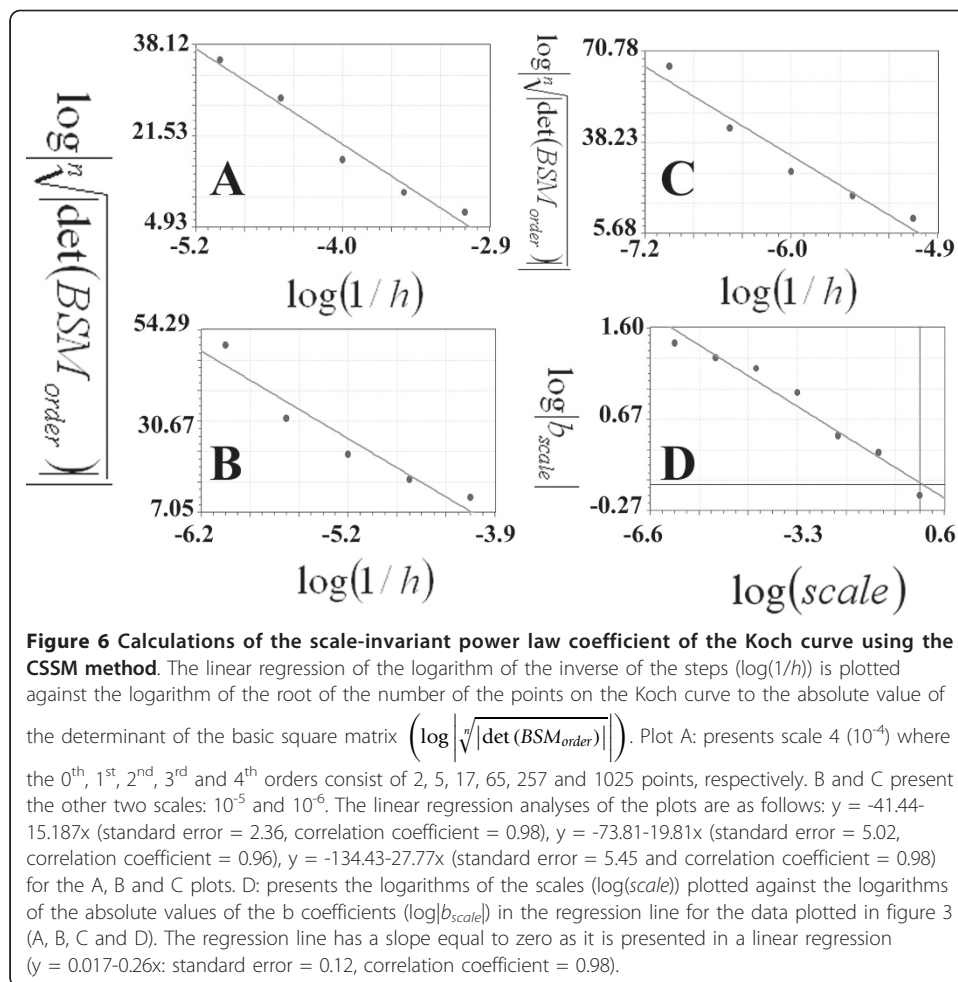 38.12
21.53
4.93
-5.2
-4.0
-2.9
A
log(1/h)
log|ⁿ√|det(BSM_order)||
70.78
38.23
5.68
-7.2
-6.0
-4.9
C
log(1/h)
log|ⁿ√|det(BSM_order)||
54.29
30.67
7.05
-6.2
-5.2
-3.9
B
log(1/h)
1.60
0.67
-0.27
-6.6
-3.3
0.6
D
log(scale)
log|b_scale|
Figure 6 Calculations of the scale-invariant power law coefficient of the Koch curve using the
CSSM method. The linear regression of the logarithm of the inverse of the steps (log(1/h)) is plotted
against the logarithm of the root of the number of the points on the Koch curve to the absolute value of
the determinant of the basic square matrix (log|ⁿ√|det (BSM_order)||). Plot A: presents scale 4 (10⁻⁴) where
the 0ᵗʰ, 1ˢᵗ, 2ⁿᵈ, 3ʳᵈ and 4ᵗʰ orders consist of 2, 5, 17, 65, 257 and 1025 points, respectively. B and C present
the other two scales: 10⁻⁵ and 10⁻⁶. The linear regression analyses of the plots are as follows: y = -41.44-
15.187x (standard error = 2.36, correlation coefficient = 0.98), y = -73.81-19.81x (standard error = 5.02,
correlation coefficient = 0.96), y = -134.43-27.77x (standard error = 5.45 and correlation coefficient = 0.98)
for the A, B and C plots. D: presents the logarithms of the scales (log(scale)) plotted against the logarithms
of the absolute values of the b coefficients (log|b_scale|) in the regression line for the data plotted in figure 3
(A, B, C and D). The regression line has a slope equal to zero as it is presented in a linear regression
(y = 0.017-0.26x: standard error = 0.12, correlation coefficient = 0.98).